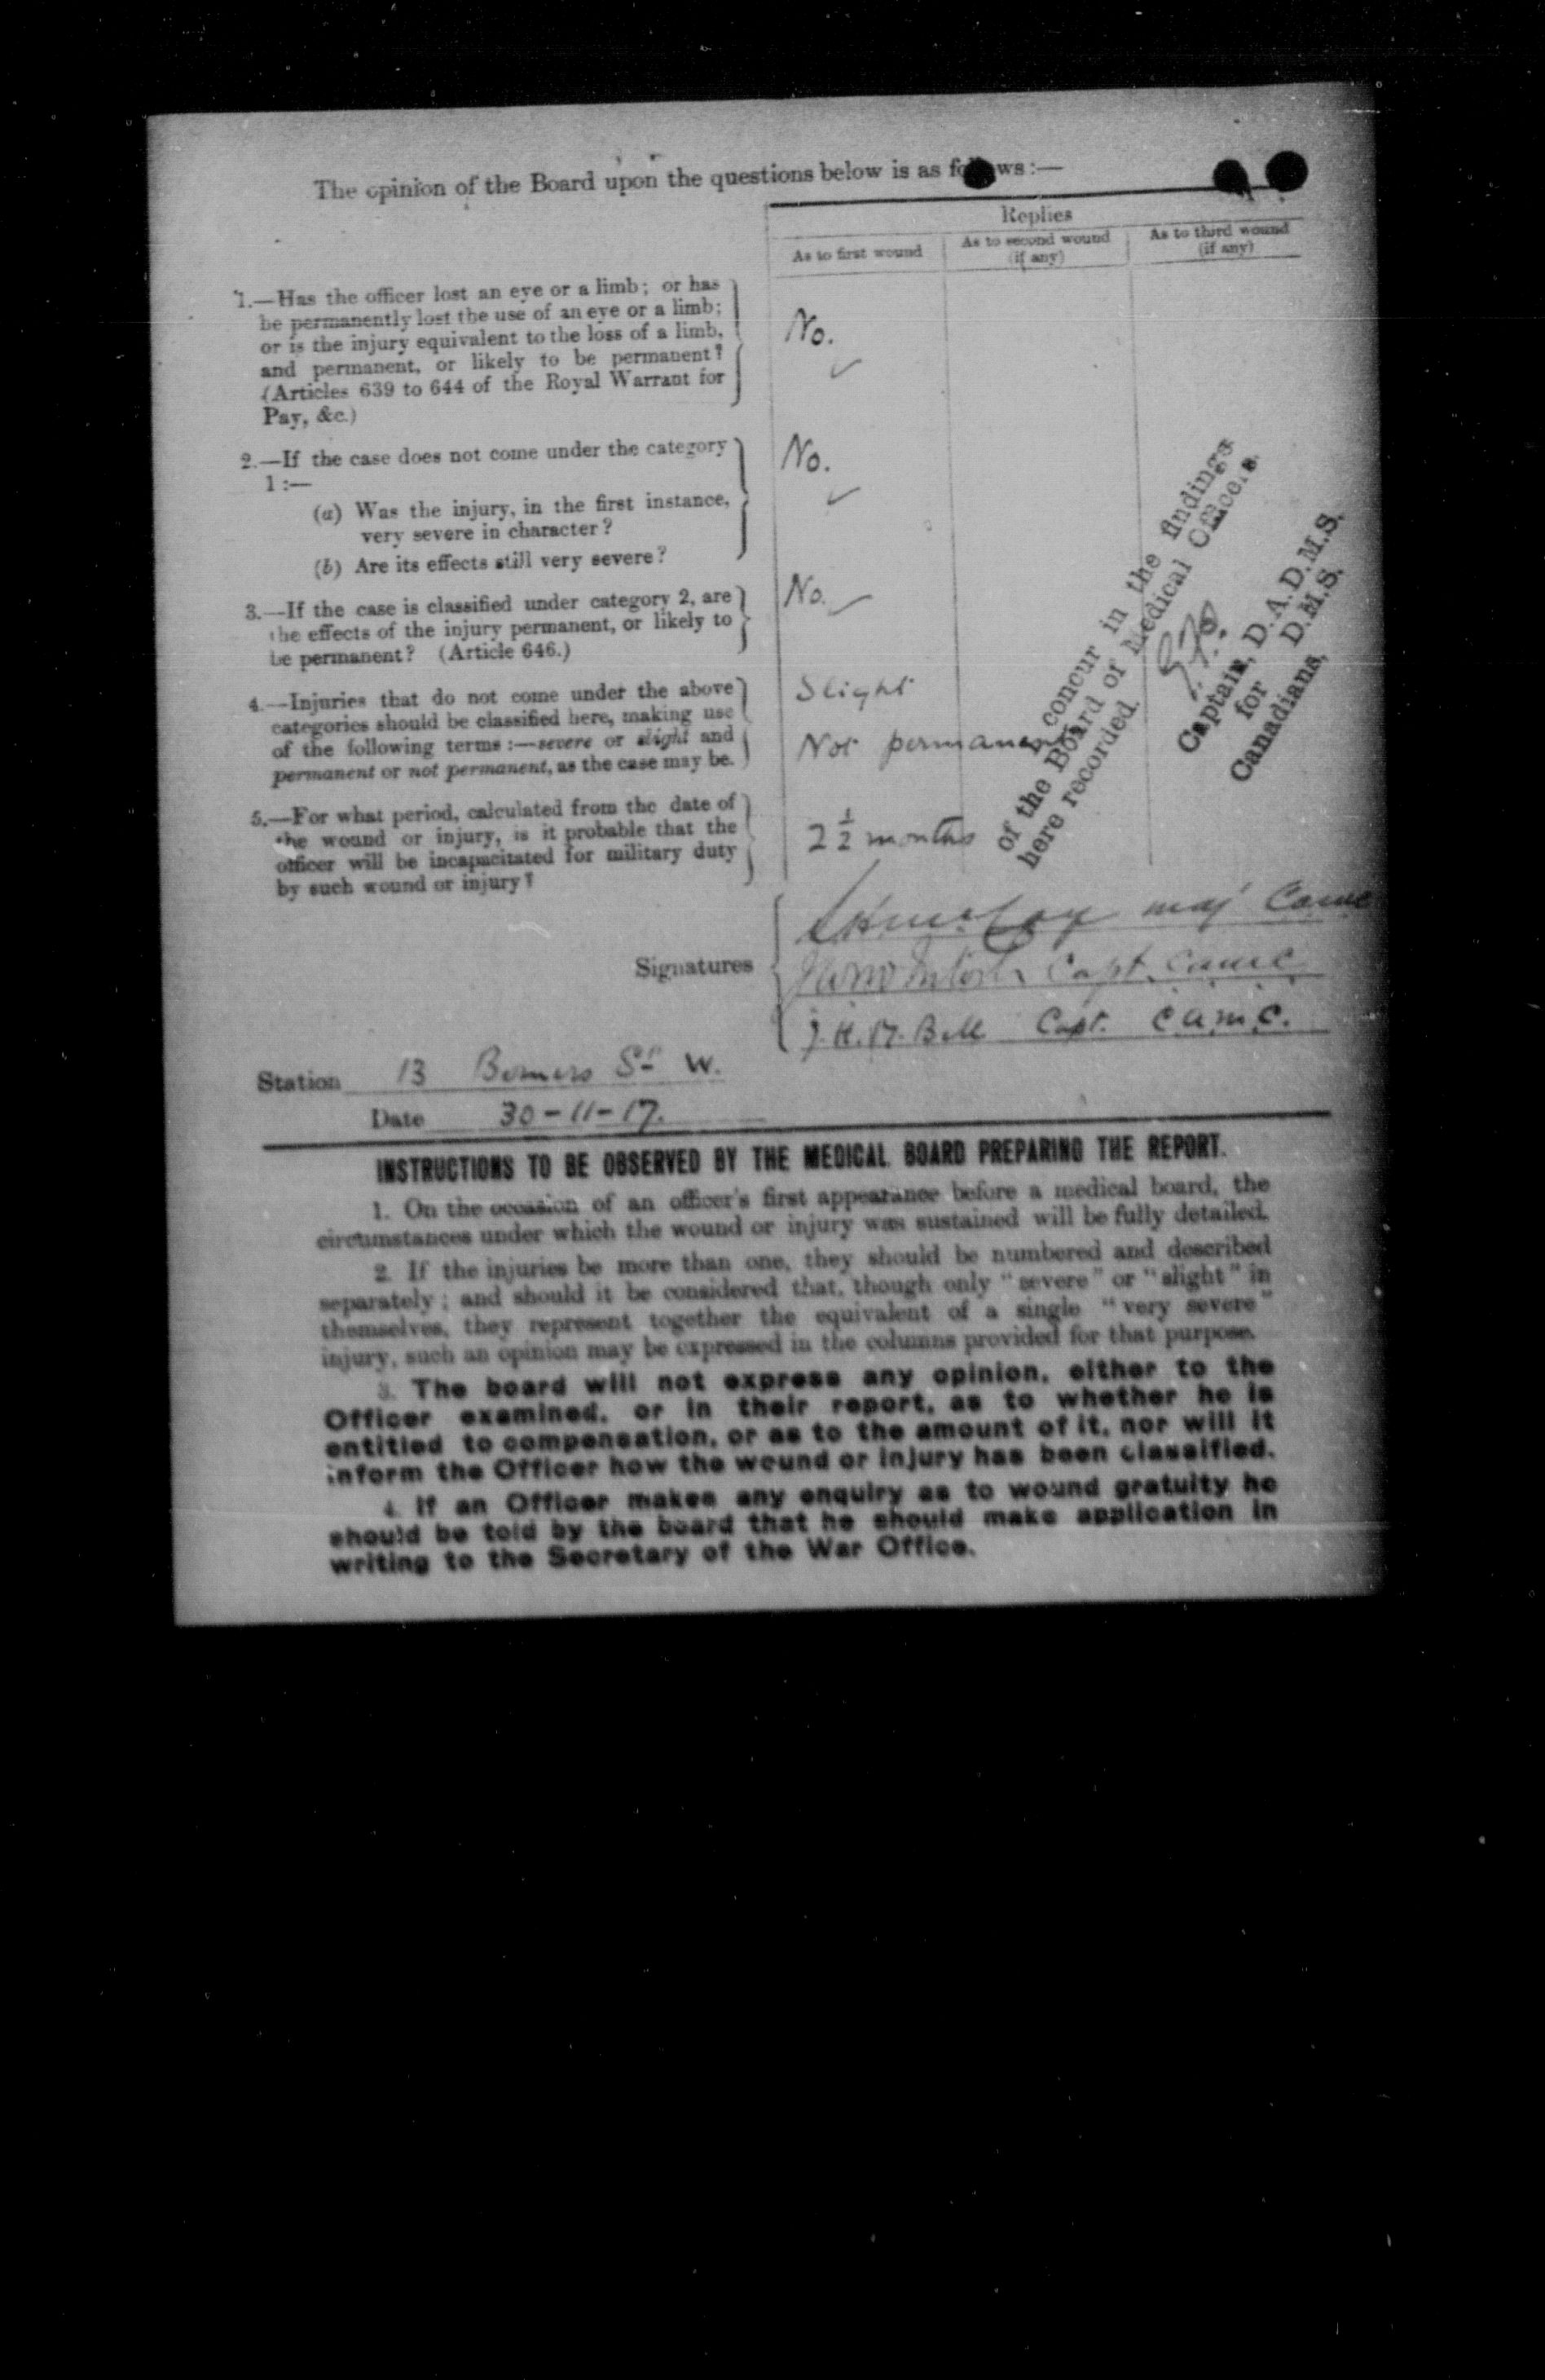 The opinion of the Board upon the questions below is as follows :—
Replies
As to first wound
As to second wound
(if any)
As to third wound
(if any)
1.—Has the officer lost an eye or a limb; or has
he permanently lost the use of an eye or a limb;
or is the injury equivalent to the loss of a limb,
and permanent, or likely to be permanent?
(Articles 639 to 644 of the Royal Warrant for
Pay, &c.)
No.
2.—If the case does not come under the category
1 :—
(a) Was the injury, in the first instance,
very severe in character?
(b) Are its effects still very severe?
No.
3.—If the case is classified under category 2, are
the effects of the injury permanent, or likely to
be permanent? (Article 646.)
No.
4.—Injuries that do not come under the above
categories should be classified here, making use
of the following terms :—severe or slight and
permanent or not permanent, as the case may be.
Slight
Not permanent
5.—For what period, calculated from the date of
the wound or injury, is it probable that the
officer will be incapacitated for military duty
by such wound or injury?
2 1/2 months
I concur in the findings
of the Board of Medical Officers.
here recorded.
Captain, D.A.D.M.S.
for D.M.S.
Canadians,
Signatures
Maj CAMC
Capt. CAMC
J. H. M. Bell Capt. C A M C.
Station 13 Berners St W.
Date 30-11-17.
INSTRUCTIONS TO BE OBSERVED BY THE MEDICAL BOARD PREPARING THE REPORT.
1. On the occasion of an officer's first appearance before a medical board, the
circumstances under which the wound or injury was sustained will be fully detailed.
2. If the injuries be more than one, they should be numbered and described
separately ; and should it be considered that, though only "severe" or "slight" in
themselves, they represent together the equivalent of a single "very severe"
injury, such an opinion may be expressed in the columns provided for that purpose.
3. The board will not express any opinion, either to the
Officer examined, or in their report, as to whether he is
entitled to compensation, or as to the amount of it, nor will it
inform the Officer how the wound or injury has been classified.
4. If an Officer makes any enquiry as to wound gratuity he
should be told by the board that he should make application in
writing to the Secretary of the War Office.